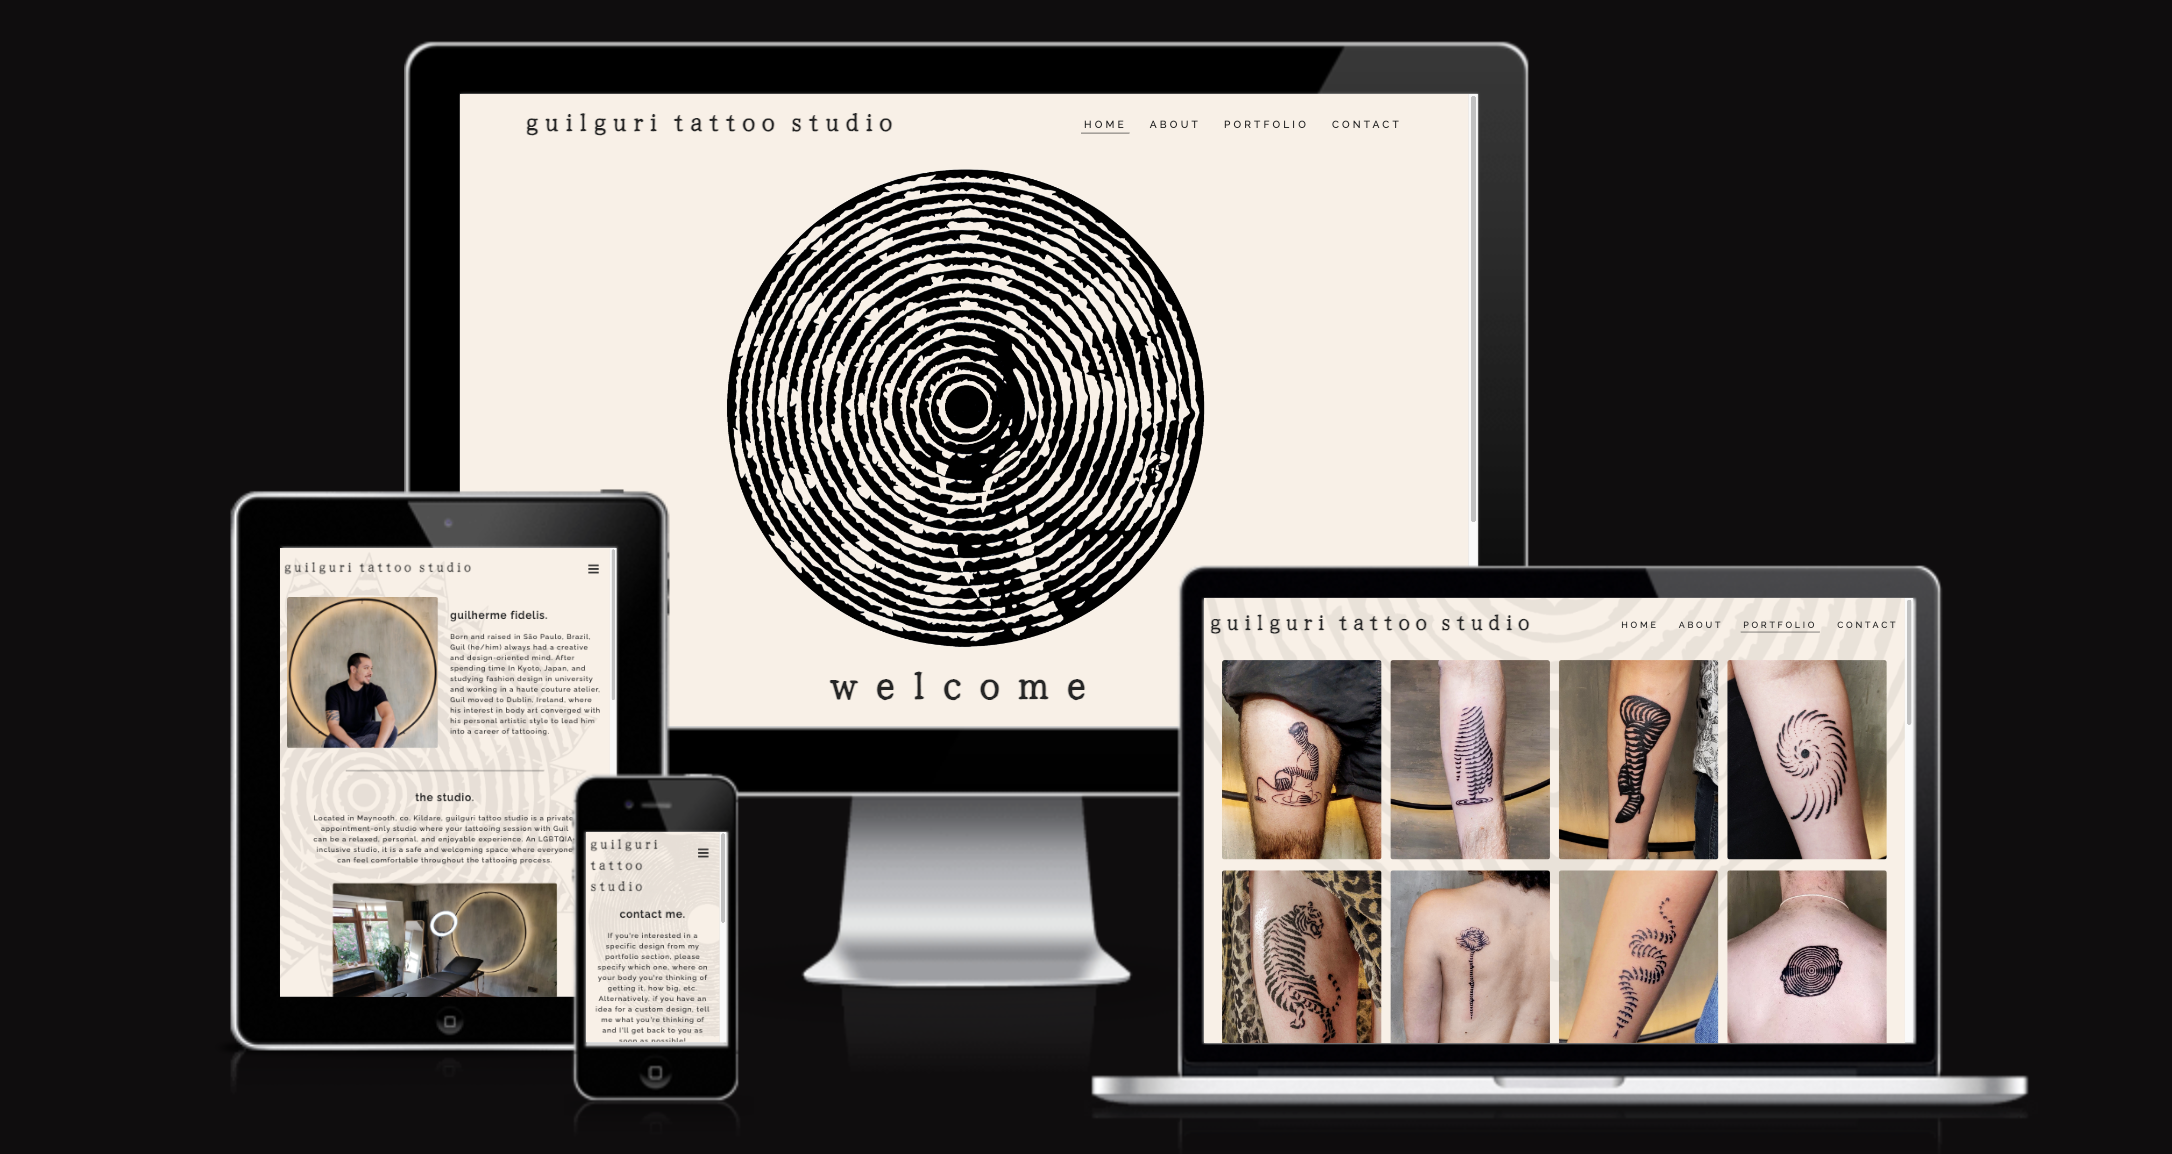 guilguri tattoo studio
HOME ABOUT PORTFOLIO CONTACT
welcome
guilguri tattoo studio
guilherme fidelis.
Born and raised in São Paulo, Brazil,
Guil (he/him) always had a creative
and design-oriented mind. After
spending time in Kyoto, Japan, and
studying fashion design in university
and working in a haute couture atelier,
Guil moved to Dublin, Ireland, where
his interest in body art converged with
his personal artistic style to lead him
into a career of tattooing.
the studio.
Located in Maynooth, co. Kildare, guilguri tattoo studio is a private
appointment-only studio where your tattooing session with Guil
can be a relaxed, personal, and enjoyable experience. An LGBTQIA+
inclusive studio, it is a safe and welcoming space where everyone
can feel comfortable throughout the tattooing process.
guilguri
tattoo
studio
contact me.
If you're interested in a
specific design from my
portfolio section, please
specify which one, where on
your body you're thinking of
getting it, how big, etc.
Alternatively, if you have an
idea for a custom design, tell
me what you're thinking of
and I'll get back to you as
soon as possible!
guilguri tattoo studio
HOME ABOUT PORTFOLIO CONTACT